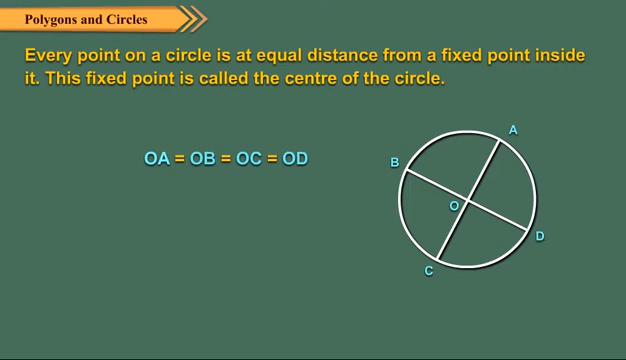 Polygons and Circles
Every point on a circle is at equal distance from a fixed point inside
it. This fixed point is called the centre of the circle.
OA = OB = OC = OD
A
B
O
D
C